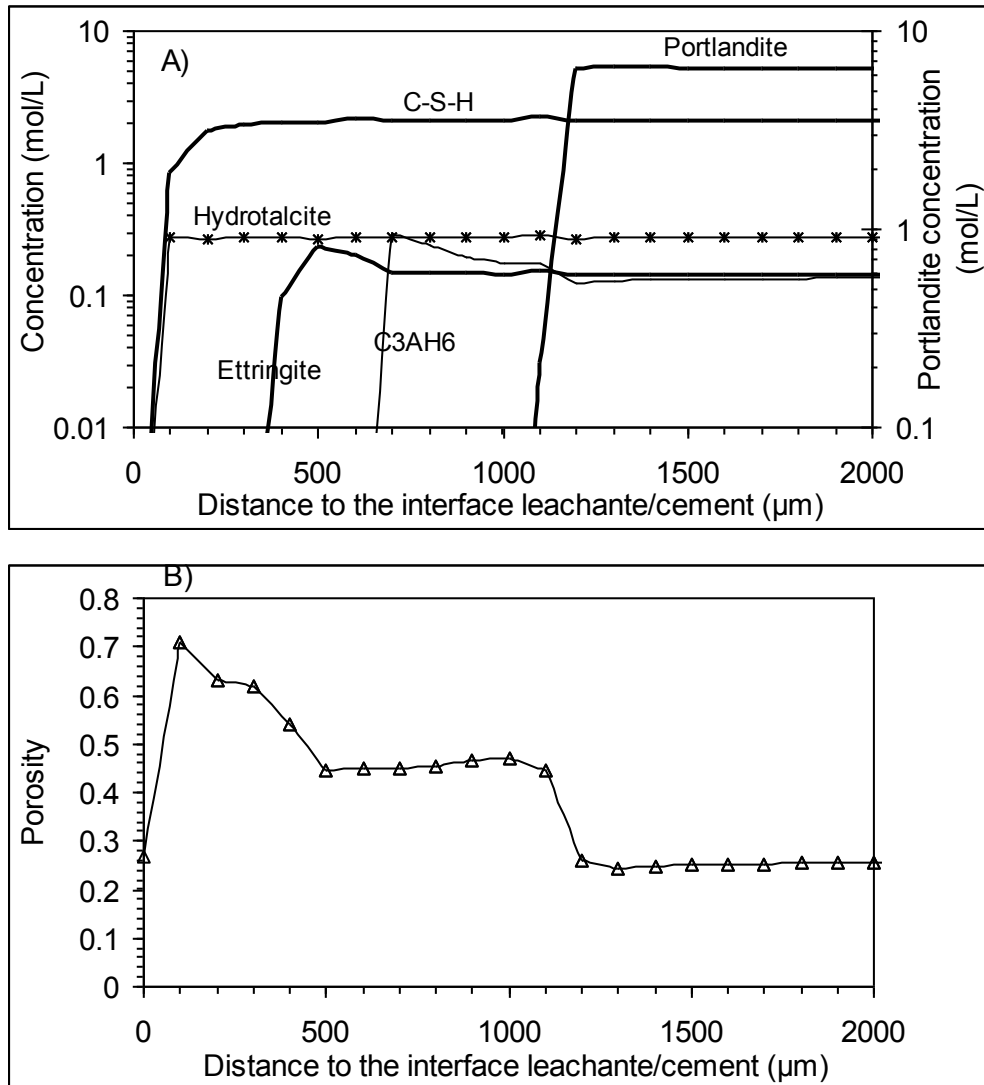 A)
Concentration (mol/L)
10
1
0.1
0.01
Portlandite
C-S-H
Hydrotalcite
C3AH6
Ettringite
10
1
0.1
Portlandite concentration
(mol/L)
0 500 1000 1500 2000
Distance to the interface leachante/cement (µm)
B)
Porosity
0.8
0.7
0.6
0.5
0.4
0.3
0.2
0.1
0
0 500 1000 1500 2000
Distance to the interface leachante/cement (µm)